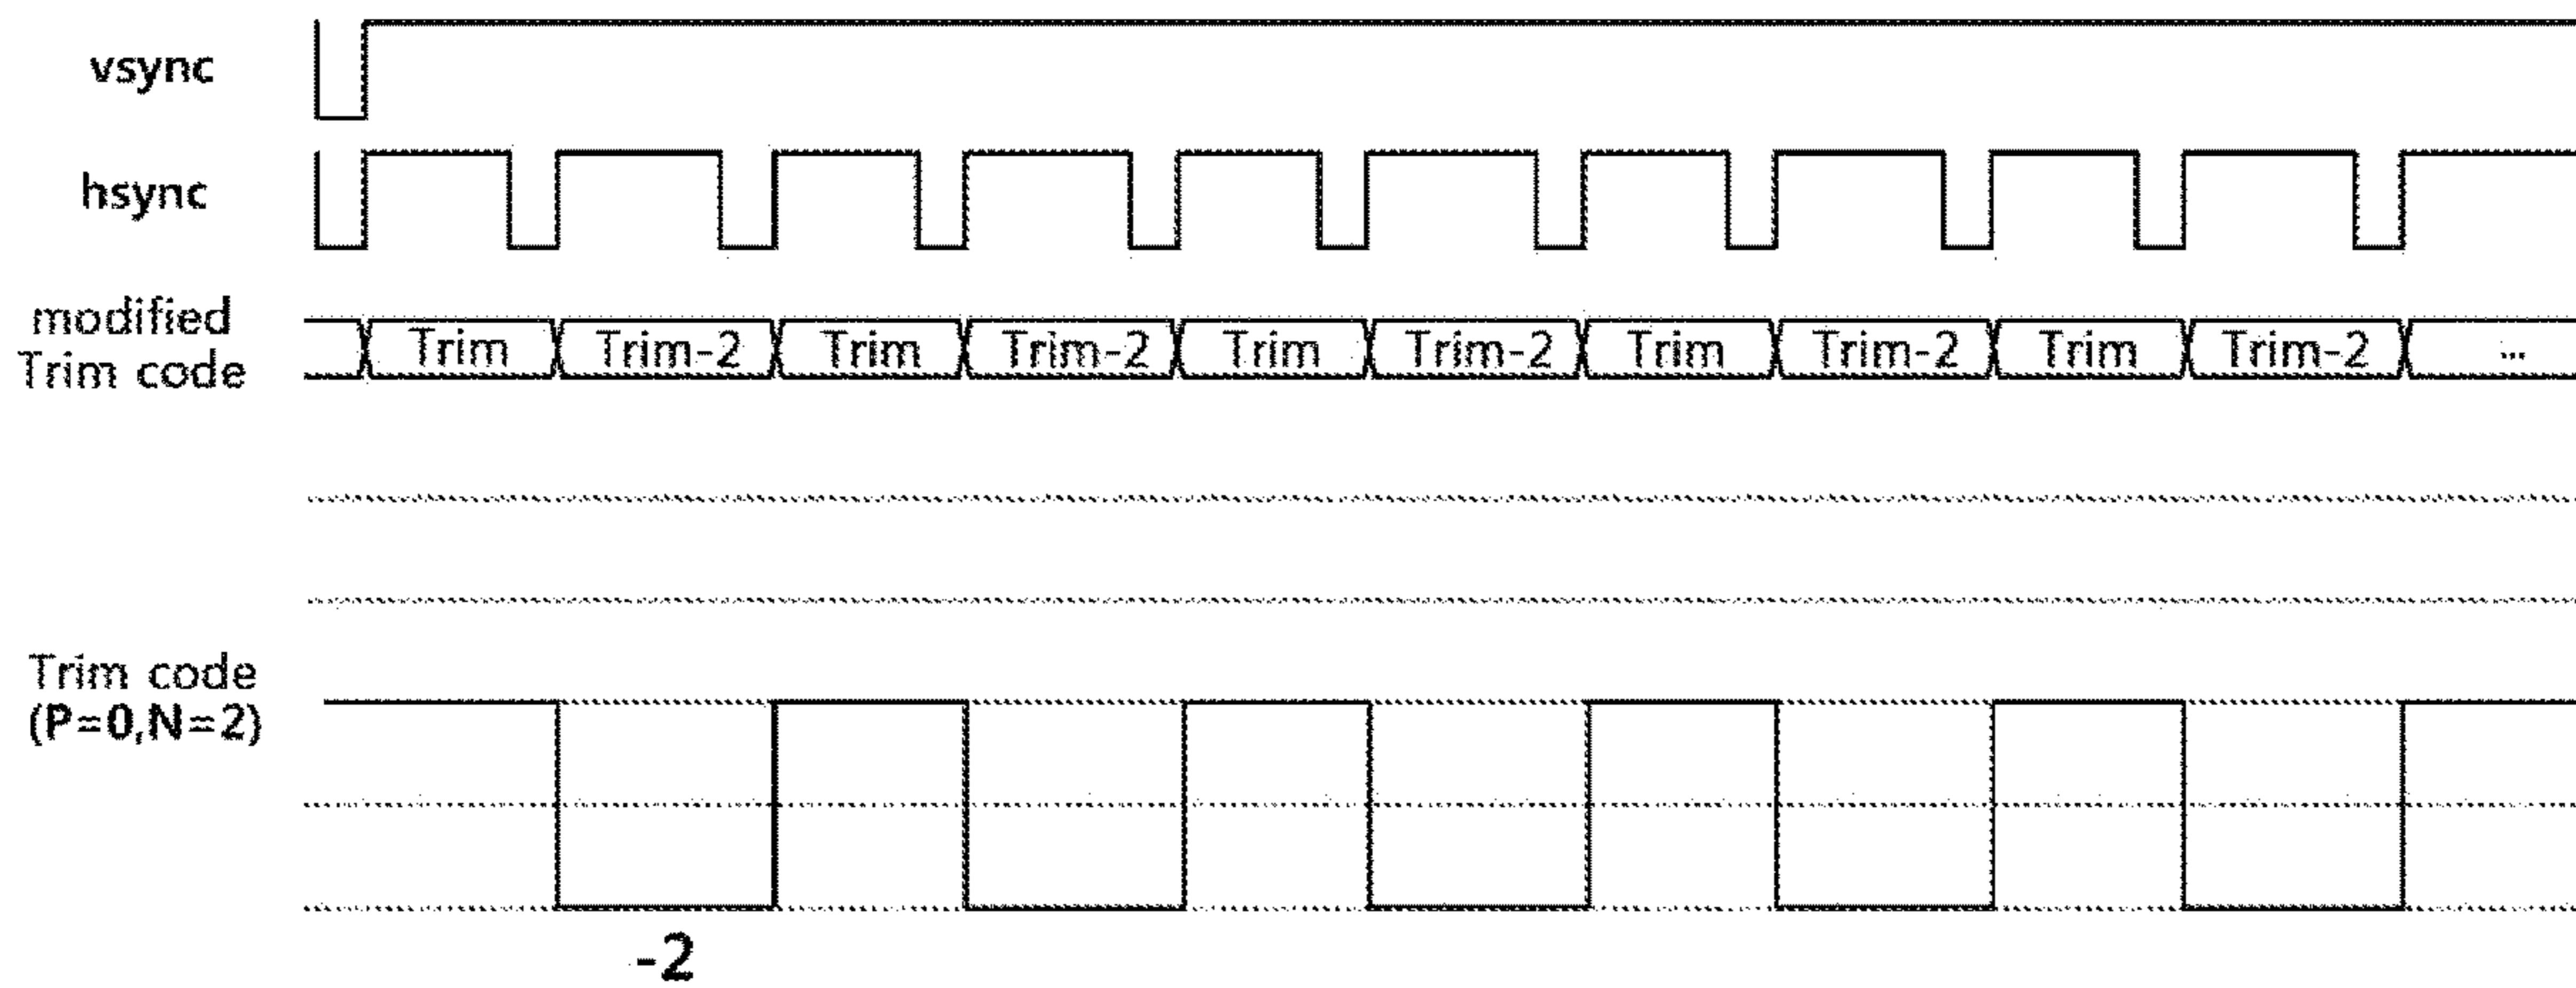 vsync
hsync
modified
Trim code
Trim Trim-2 Trim Trim-2 Trim Trim-2 Trim Trim-2 Trim Trim-2 ...
Trim code
(P=0,N=2)
-2